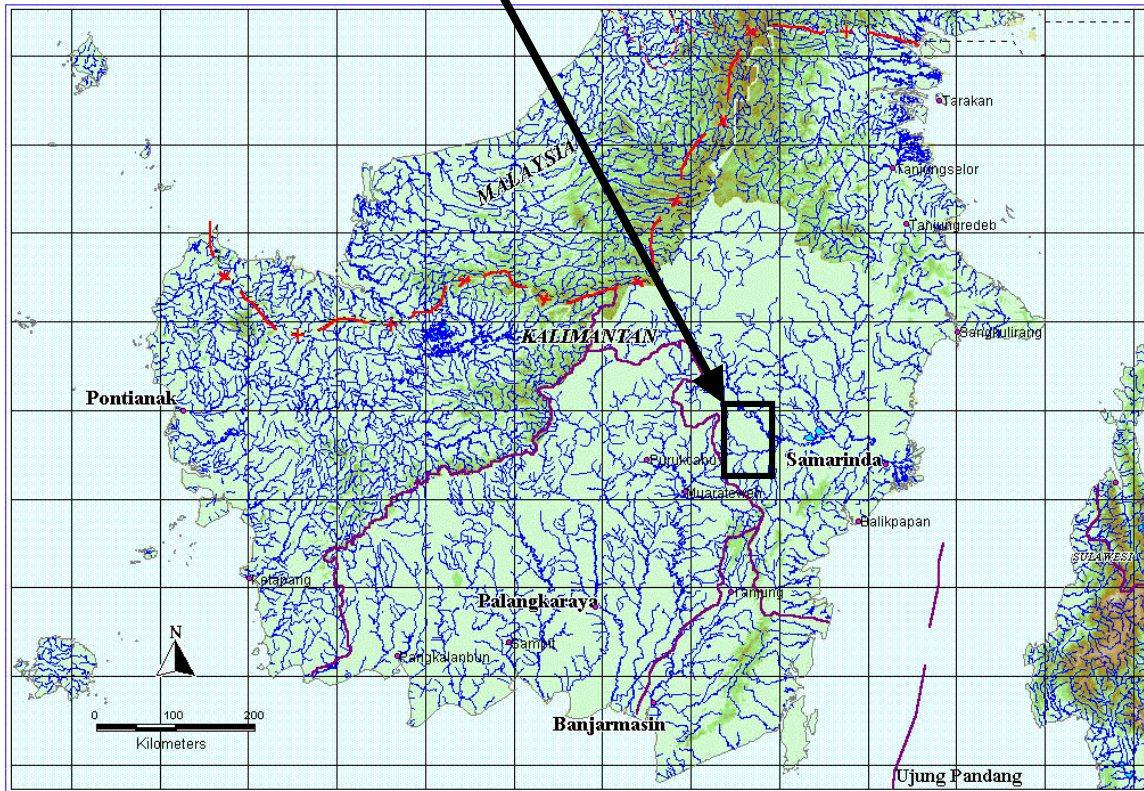 Tarakan
MALAYSIA
Tanjungselor
Tanjungredeb
Sangkulirang
KALIMANTAN
Pontianak
Purukcahu
Samarinda
Muarateweh
Balikpapan
SULAWESI
Ketapang
Tanjung
Palangkaraya
N
Sampit
Pangkalanbun
0 100 200
Kilometers
Banjarmasin
Ujung Pandang